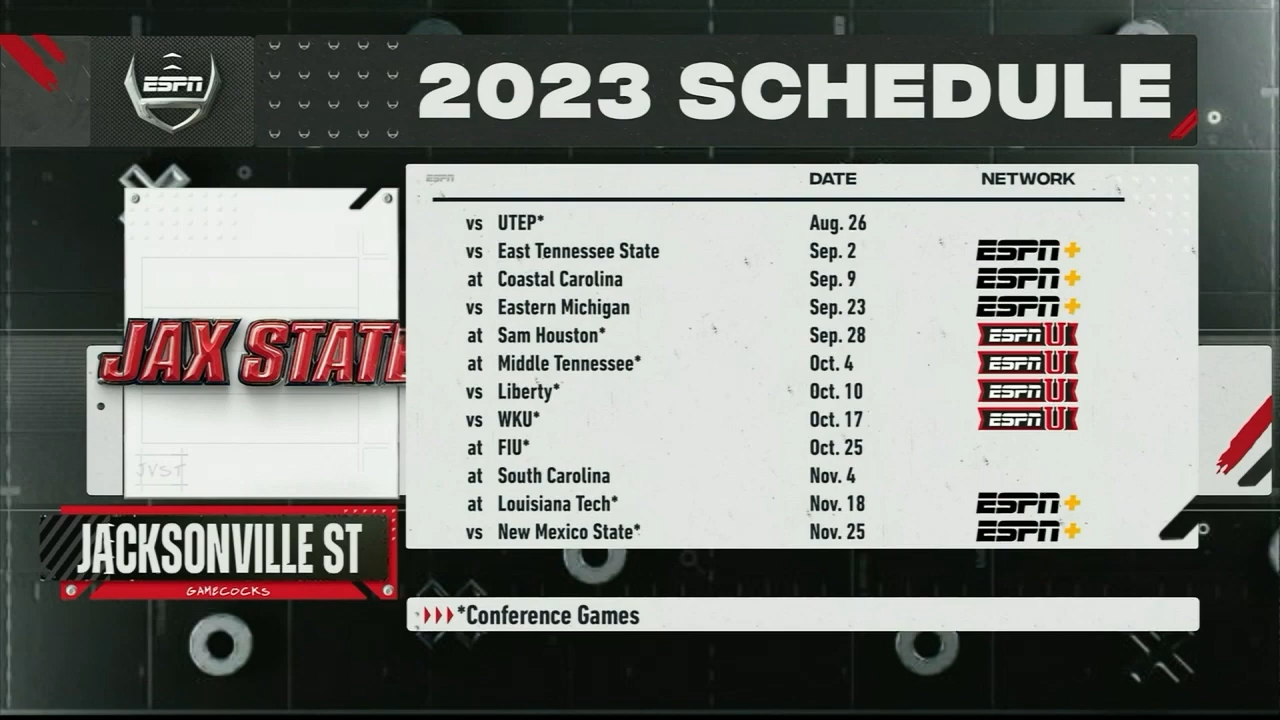 ESPN
2023 SCHEDULE
ESPN
DATE NETWORK
vs UTEP* Aug. 26
vs East Tennessee State Sep. 2 ESPN+
at Coastal Carolina Sep. 9 ESPN+
vs Eastern Michigan Sep. 23 ESPN+
at Sam Houston* Sep. 28 ESPNU
at Middle Tennessee* Oct. 4 ESPNU
vs Liberty* Oct. 10 ESPNU
vs WKU* Oct. 17 ESPNU
at FIU* Oct. 25
at South Carolina Nov. 4
at Louisiana Tech* Nov. 18 ESPN+
vs New Mexico State* Nov. 25 ESPN+
JAX STATE
JVST
JACKSONVILLE ST
GAMECOCKS
*Conference Games